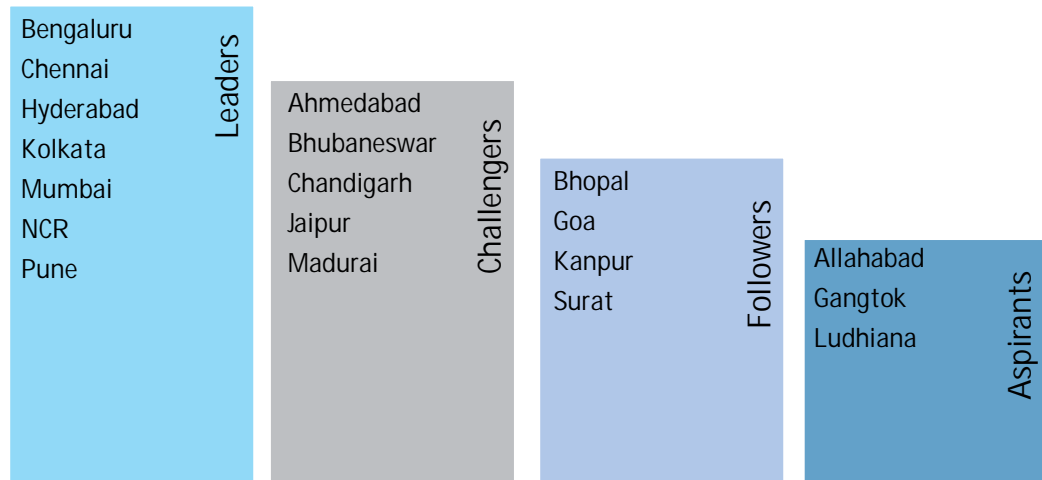 Bengaluru
Chennai
Hyderabad
Kolkata
Mumbai
NCR
Pune
Leaders
Ahmedabad
Bhubaneswar
Chandigarh
Jaipur
Madurai
Challengers
Bhopal
Goa
Kanpur
Surat
Followers
Allahabad
Gangtok
Ludhiana
Aspirants